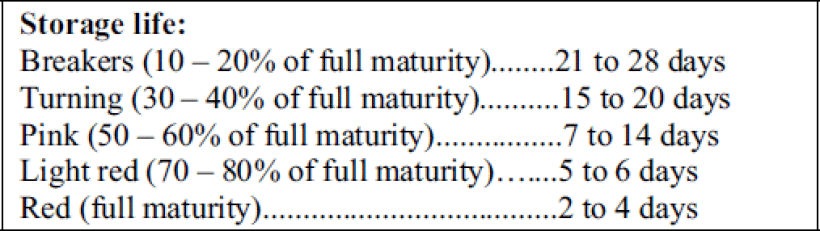 Storage life:
Breakers (10 – 20% of full maturity)........21 to 28 days
Turning (30 – 40% of full maturity)..........15 to 20 days
Pink (50 – 60% of full maturity).................7 to 14 days
Light red (70 – 80% of full maturity)…....5 to 6 days
Red (full maturity).......................................2 to 4 days